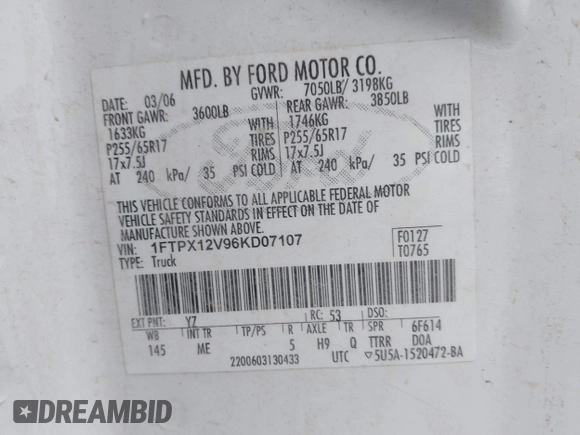 MFD. BY FORD MOTOR CO.
DATE: 03/06 GVWR: 7050LB/ 3198KG
FRONT GAWR: 3600LB REAR GAWR: 3850LB
1633KG WITH 1746KG WITH
P255/65R17 TIRES P255/65R17 TIRES
17x7.5J RIMS 17x7.5J RIMS
AT 240 kPa/ 35 PSI COLD AT 240 kPa/ 35 PSI COLD
THIS VEHICLE CONFORMS TO ALL APPLICABLE FEDERAL MOTOR
VEHICLE SAFETY STANDARDS IN EFFECT ON THE DATE OF
MANUFACTURE SHOWN ABOVE.
VIN: 1FTPX12V96KD07107 F0127
TYPE: Truck T0765
EXT PNT: Y7 RC: 53 DSO:
WB INT TR TP/PS R AXLE TR SPR 6F614
145 ME 5 H9 Q TTRR DOA
2200603130433 UTC ▽5U5A-1520472-BA
Ford
DREAMBID